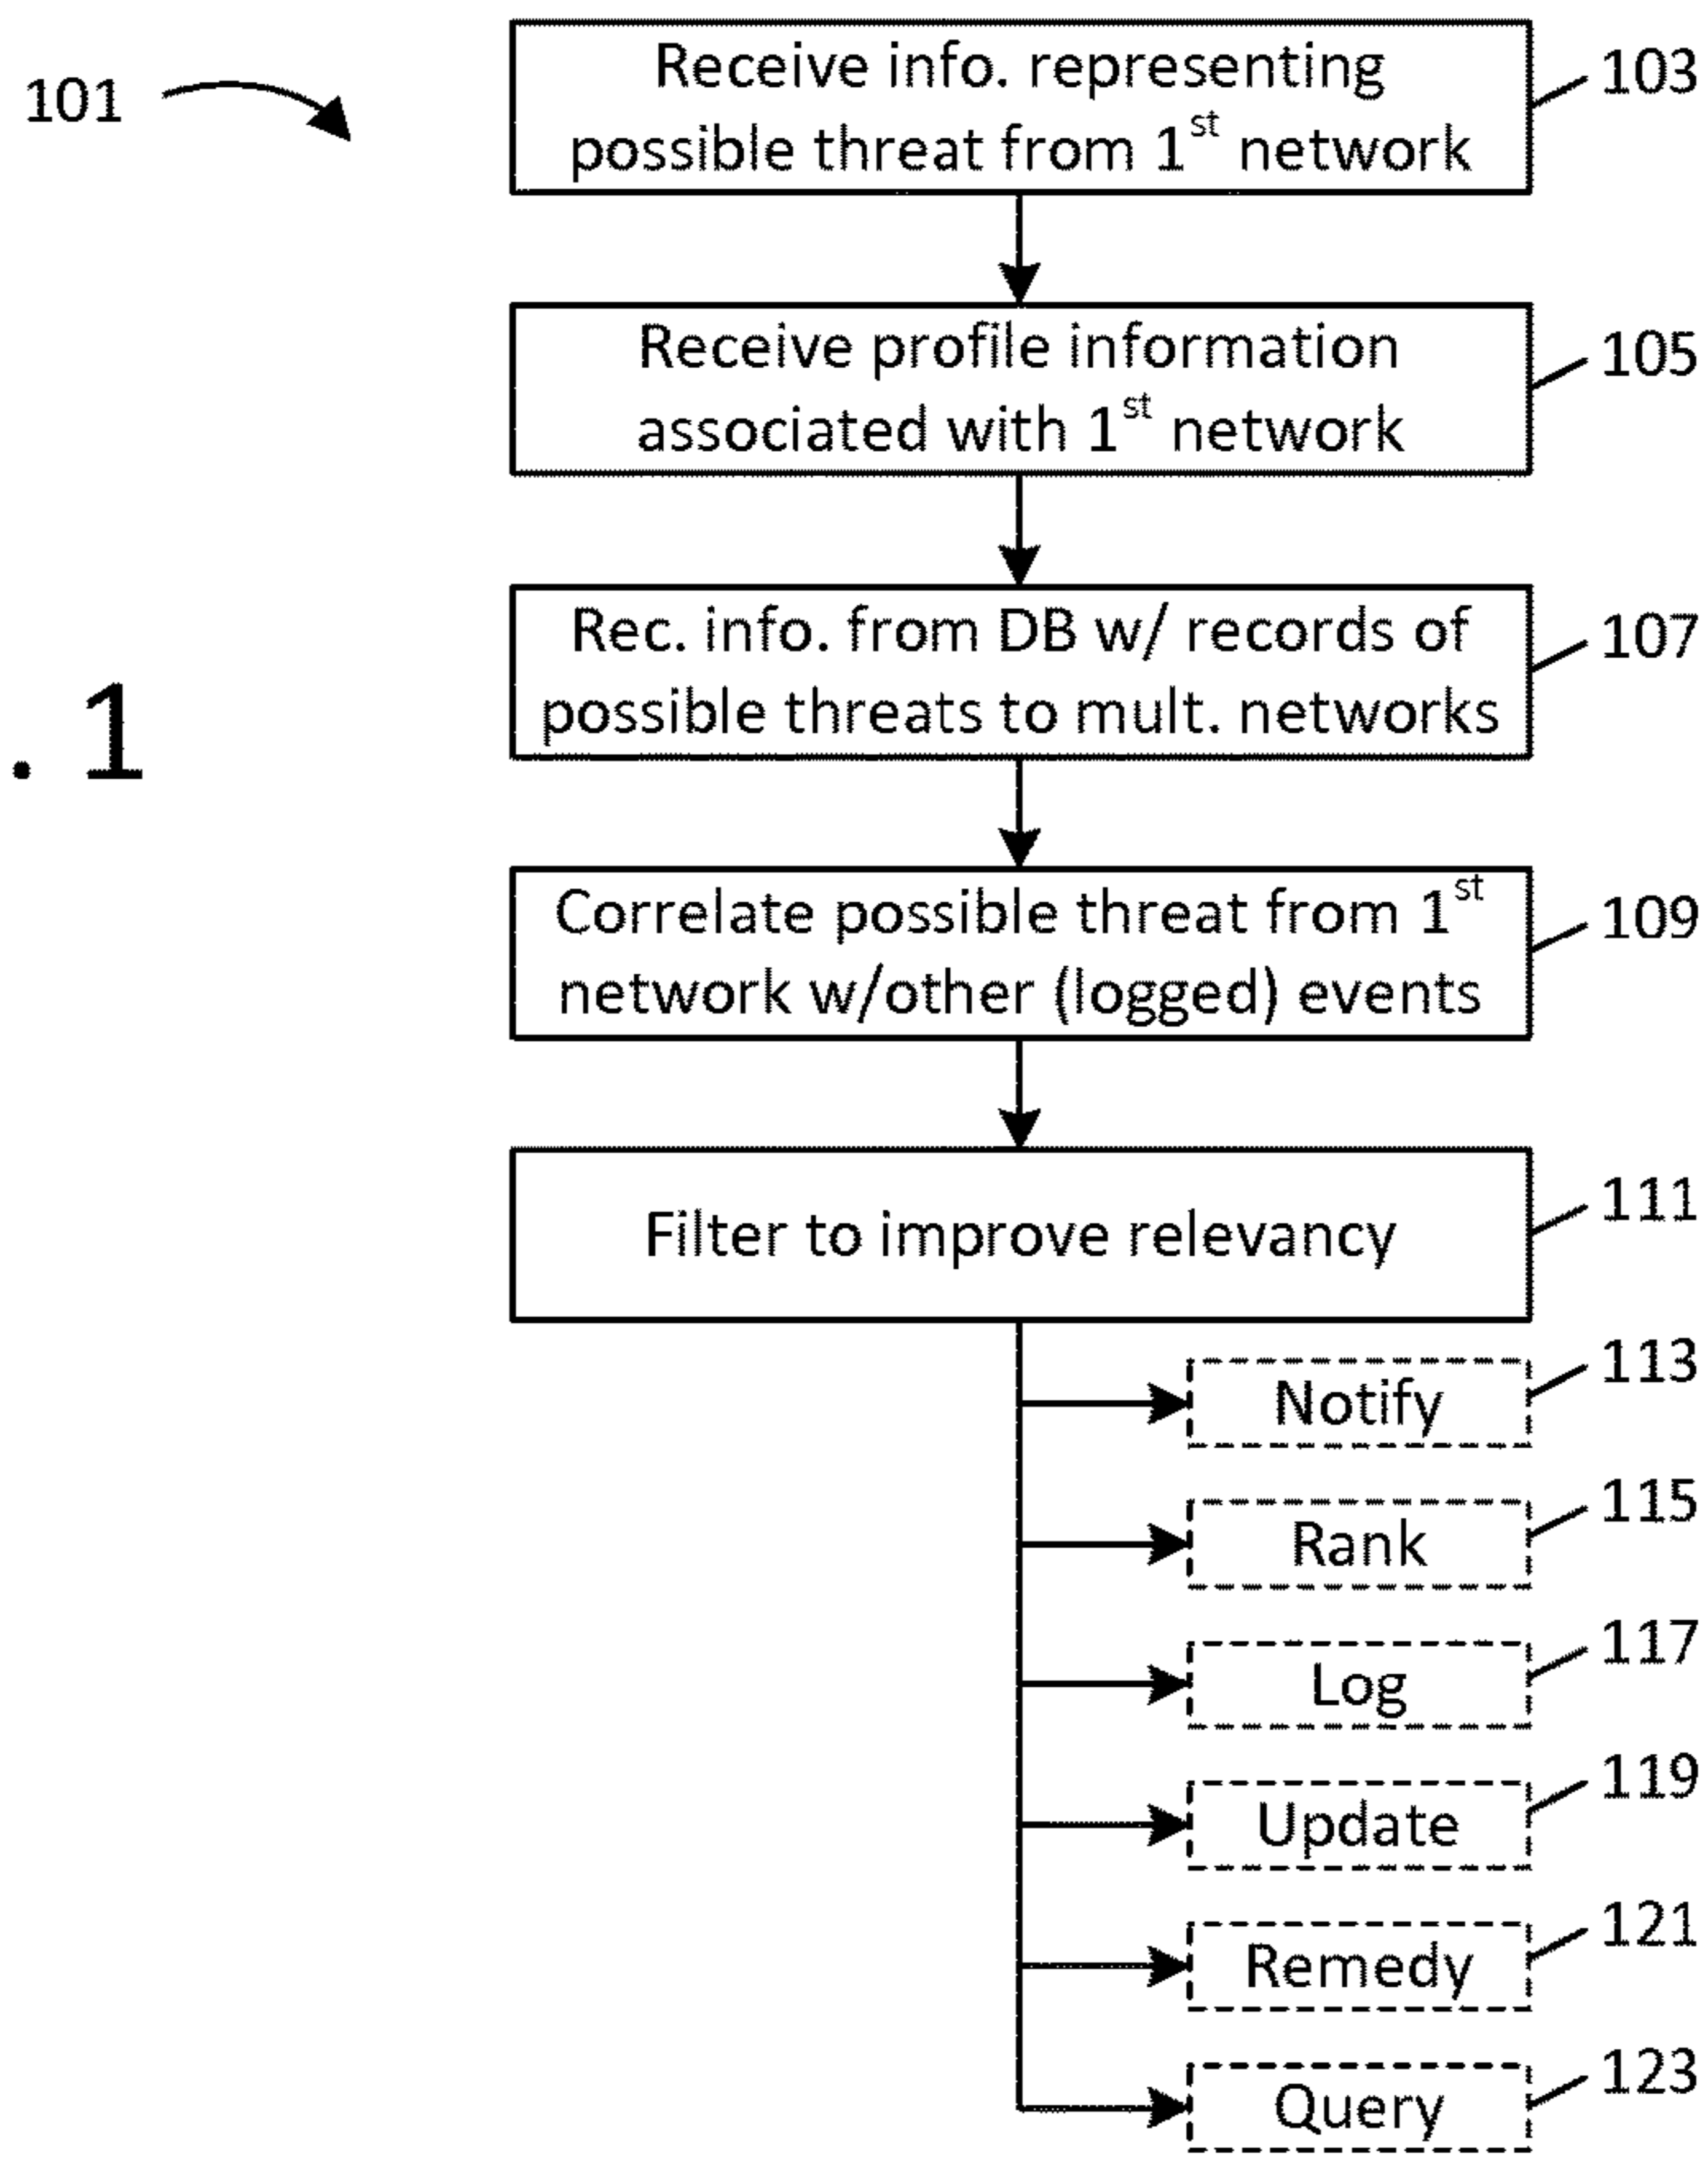 101
Receive info. representing
possible threat from 1st network
103
Receive profile information
associated with 1st network
105
Rec. info. from DB w/ records of
possible threats to mult. networks
107
. 1
Correlate possible threat from 1st
network w/other (logged) events
109
Filter to improve relevancy
111
Notify
113
Rank
115
Log
117
Update
119
Remedy
121
Query
123